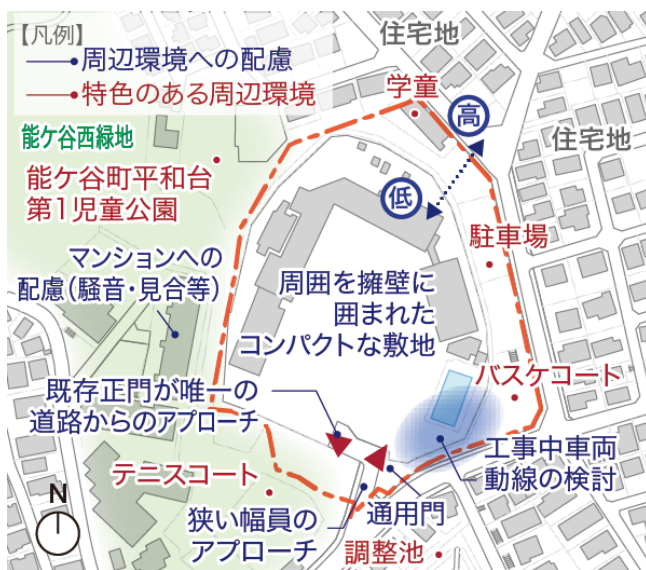 【凡例】
周辺環境への配慮
特色のある周辺環境
住宅地
学童
高
住宅地
能ケ谷西緑地
能ケ谷町平和台
第1児童公園
低
駐車場
マンションへの
配慮(騒音・見合等)
周囲を擁壁に
囲まれた
コンパクトな敷地
既存正門が唯一の
道路からのアプローチ
バスケコート
テニスコート
工事中車両
動線の検討
N
狭い幅員の
アプローチ
通用門
調整池